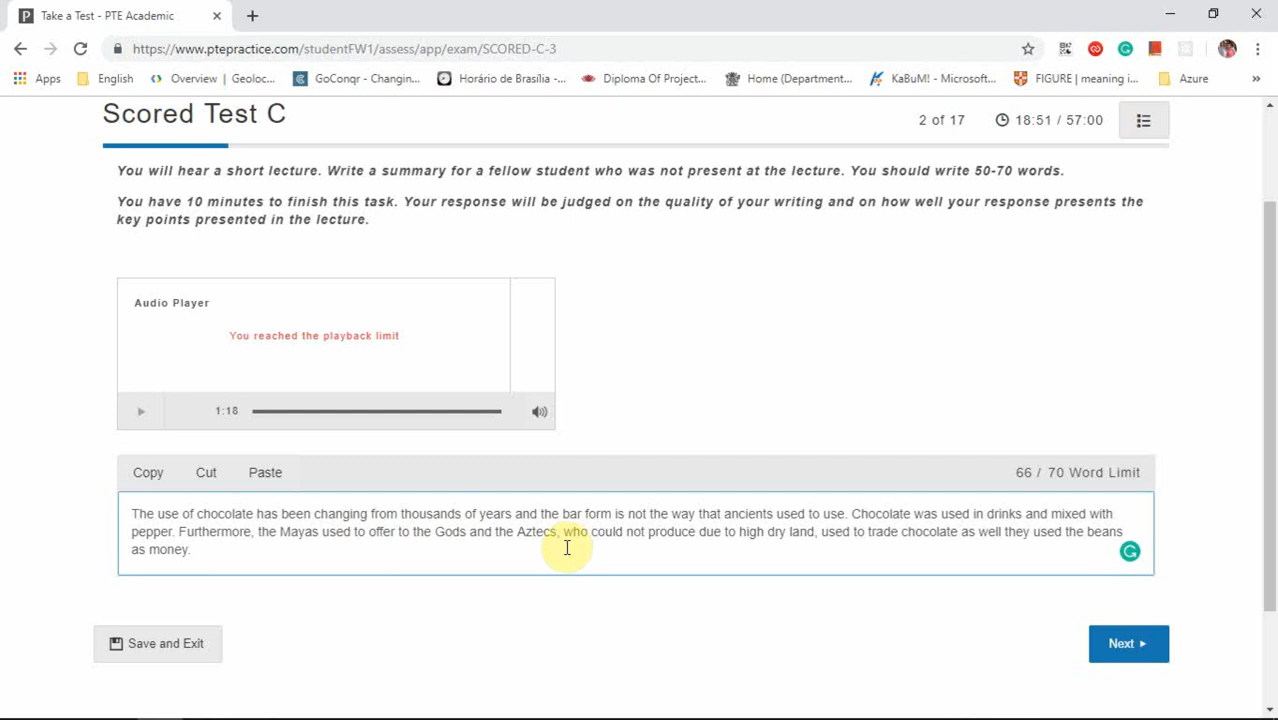 Take a Test - PTE Academic
https://www.ptepractice.com/studentFW1/assess/app/exam/SCORED-C-3
Apps English Overview | Geoloc... GoConqr - Changin... Horário de Brasília -... Diploma Of Project... Home (Department... KaBuM! - Microsoft... FIGURE | meaning i... Azure
Scored Test C
2 of 17 18:51 / 57:00
You will hear a short lecture. Write a summary for a fellow student who was not present at the lecture. You should write 50-70 words.
You have 10 minutes to finish this task. Your response will be judged on the quality of your writing and on how well your response presents the
key points presented in the lecture.
Audio Player
You reached the playback limit
1:18
Copy Cut Paste 66 / 70 Word Limit
The use of chocolate has been changing from thousands of years and the bar form is not the way that ancients used to use. Chocolate was used in drinks and mixed with
pepper. Furthermore, the Mayas used to offer to the Gods and the Aztecs, who could not produce due to high dry land, used to trade chocolate as well they used the beans
as money.
Save and Exit
Next